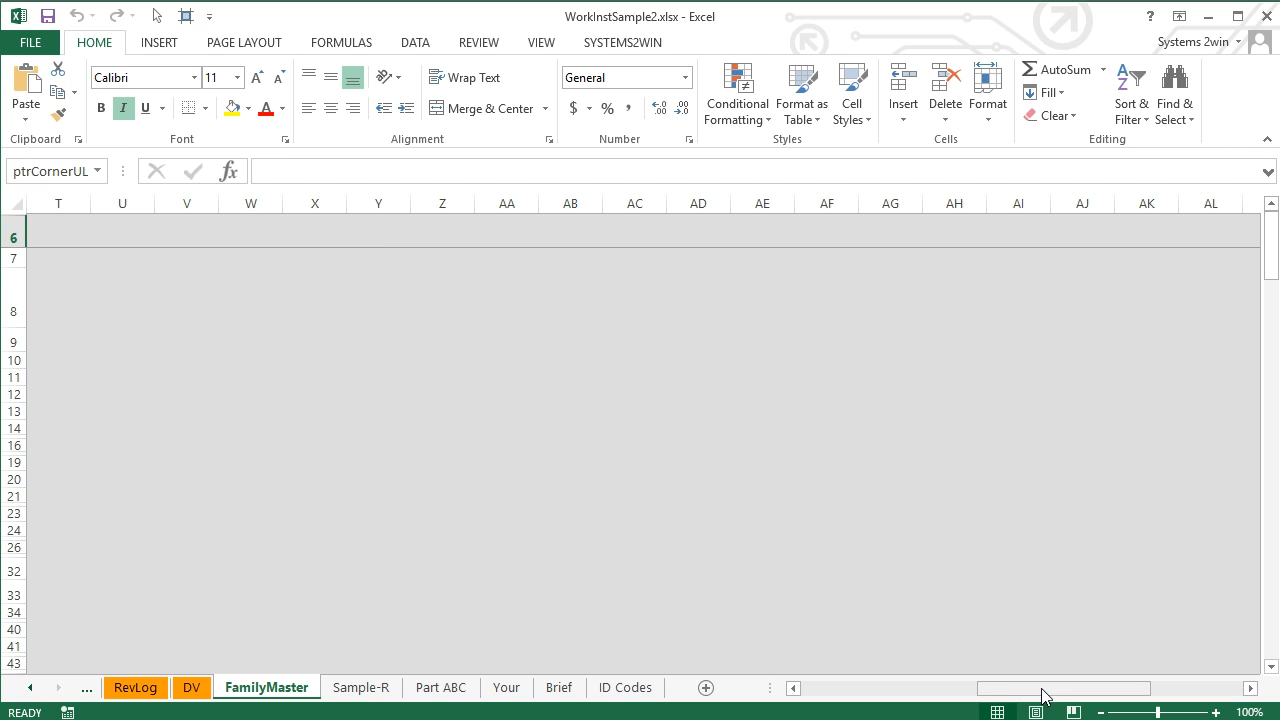 WorkInstSample2.xlsx - Excel
?
FILE HOME INSERT PAGE LAYOUT FORMULAS DATA REVIEW VIEW SYSTEMS2WIN Systems 2win
Paste
Clipboard
Calibri 11
B I U A
Font
Wrap Text
Merge & Center
Alignment
General
$ % ,
Number
Conditional Formatting
Format as Table
Cell Styles
Styles
Insert Delete Format
Cells
AutoSum
Fill
Clear
Sort & Filter
Find & Select
Editing
ptrCornerUL fx
T U V W X Y Z AA AB AC AD AE AF AG AH AI AJ AK AL
6
7
8
9
10
11
12
13
14
16
19
20
21
23
24
26
32
33
34
40
41
43
... RevLog DV FamilyMaster Sample-R Part ABC Your Brief ID Codes
READY 100%